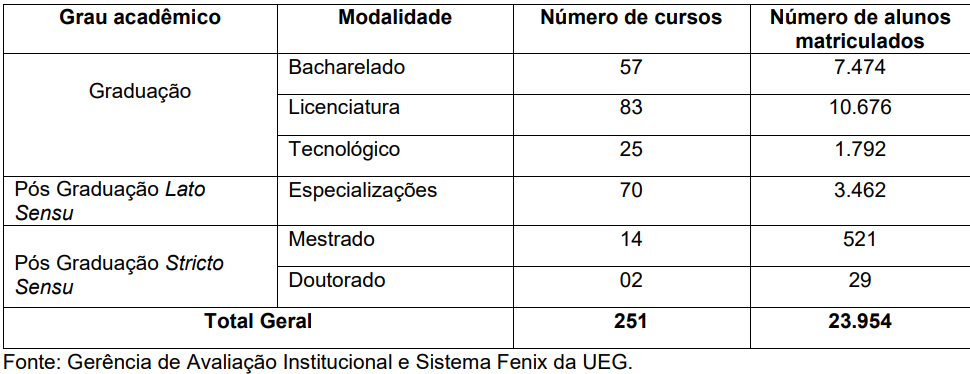 Grau acadêmico Modalidade Número de cursos Número de alunos
matriculados
Graduação Bacharelado 57 7.474
Licenciatura 83 10.676
Tecnológico 25 1.792
Pós Graduação Lato Especializações 70 3.462
Sensu
Pós Graduação Stricto Mestrado 14 521
Sensu Doutorado 02 29
Total Geral 251 23.954
Fonte: Gerência de Avaliação Institucional e Sistema Fenix da UEG.